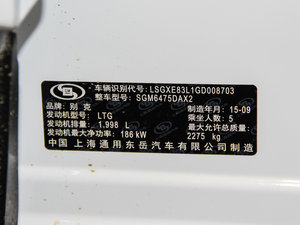 车辆识别代号: LSGXE83L1GD008703
整车型号: SGM6475DAX2
品牌: 别克 制造年月: 15-09
发动机型号: LTG 乘坐人数: 5
发动机排量: 1.998 L 最大允许总质量:
发动机最大净功率: 186 kW 2275 kg
中国 上海通用东岳汽车有限公司制造